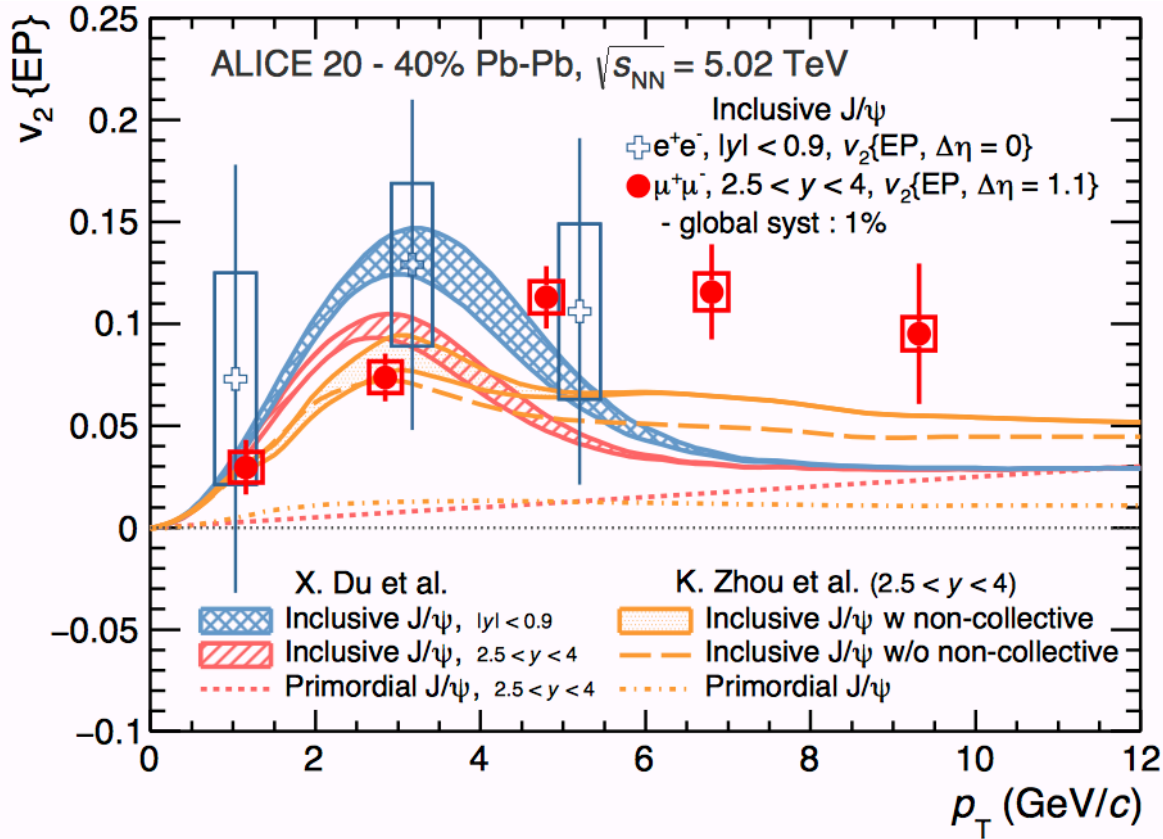 0.25
0.2
0.15
0.1
0.05
0
−0.05
−0.1
v₂ {EP}
ALICE 20 - 40% Pb-Pb, √s_NN = 5.02 TeV
Inclusive J/ψ
e⁺e⁻, |y| < 0.9, v₂{EP, Δη = 0}
μ⁺μ⁻, 2.5 < y < 4, v₂{EP, Δη = 1.1}
- global syst : 1%
X. Du et al.
Inclusive J/ψ, |y| < 0.9
Inclusive J/ψ, 2.5 < y < 4
Primordial J/ψ, 2.5 < y < 4
K. Zhou et al. (2.5 < y < 4)
Inclusive J/ψ w non-collective
Inclusive J/ψ w/o non-collective
Primordial J/ψ
0 2 4 6 8 10 12
p_T (GeV/c)